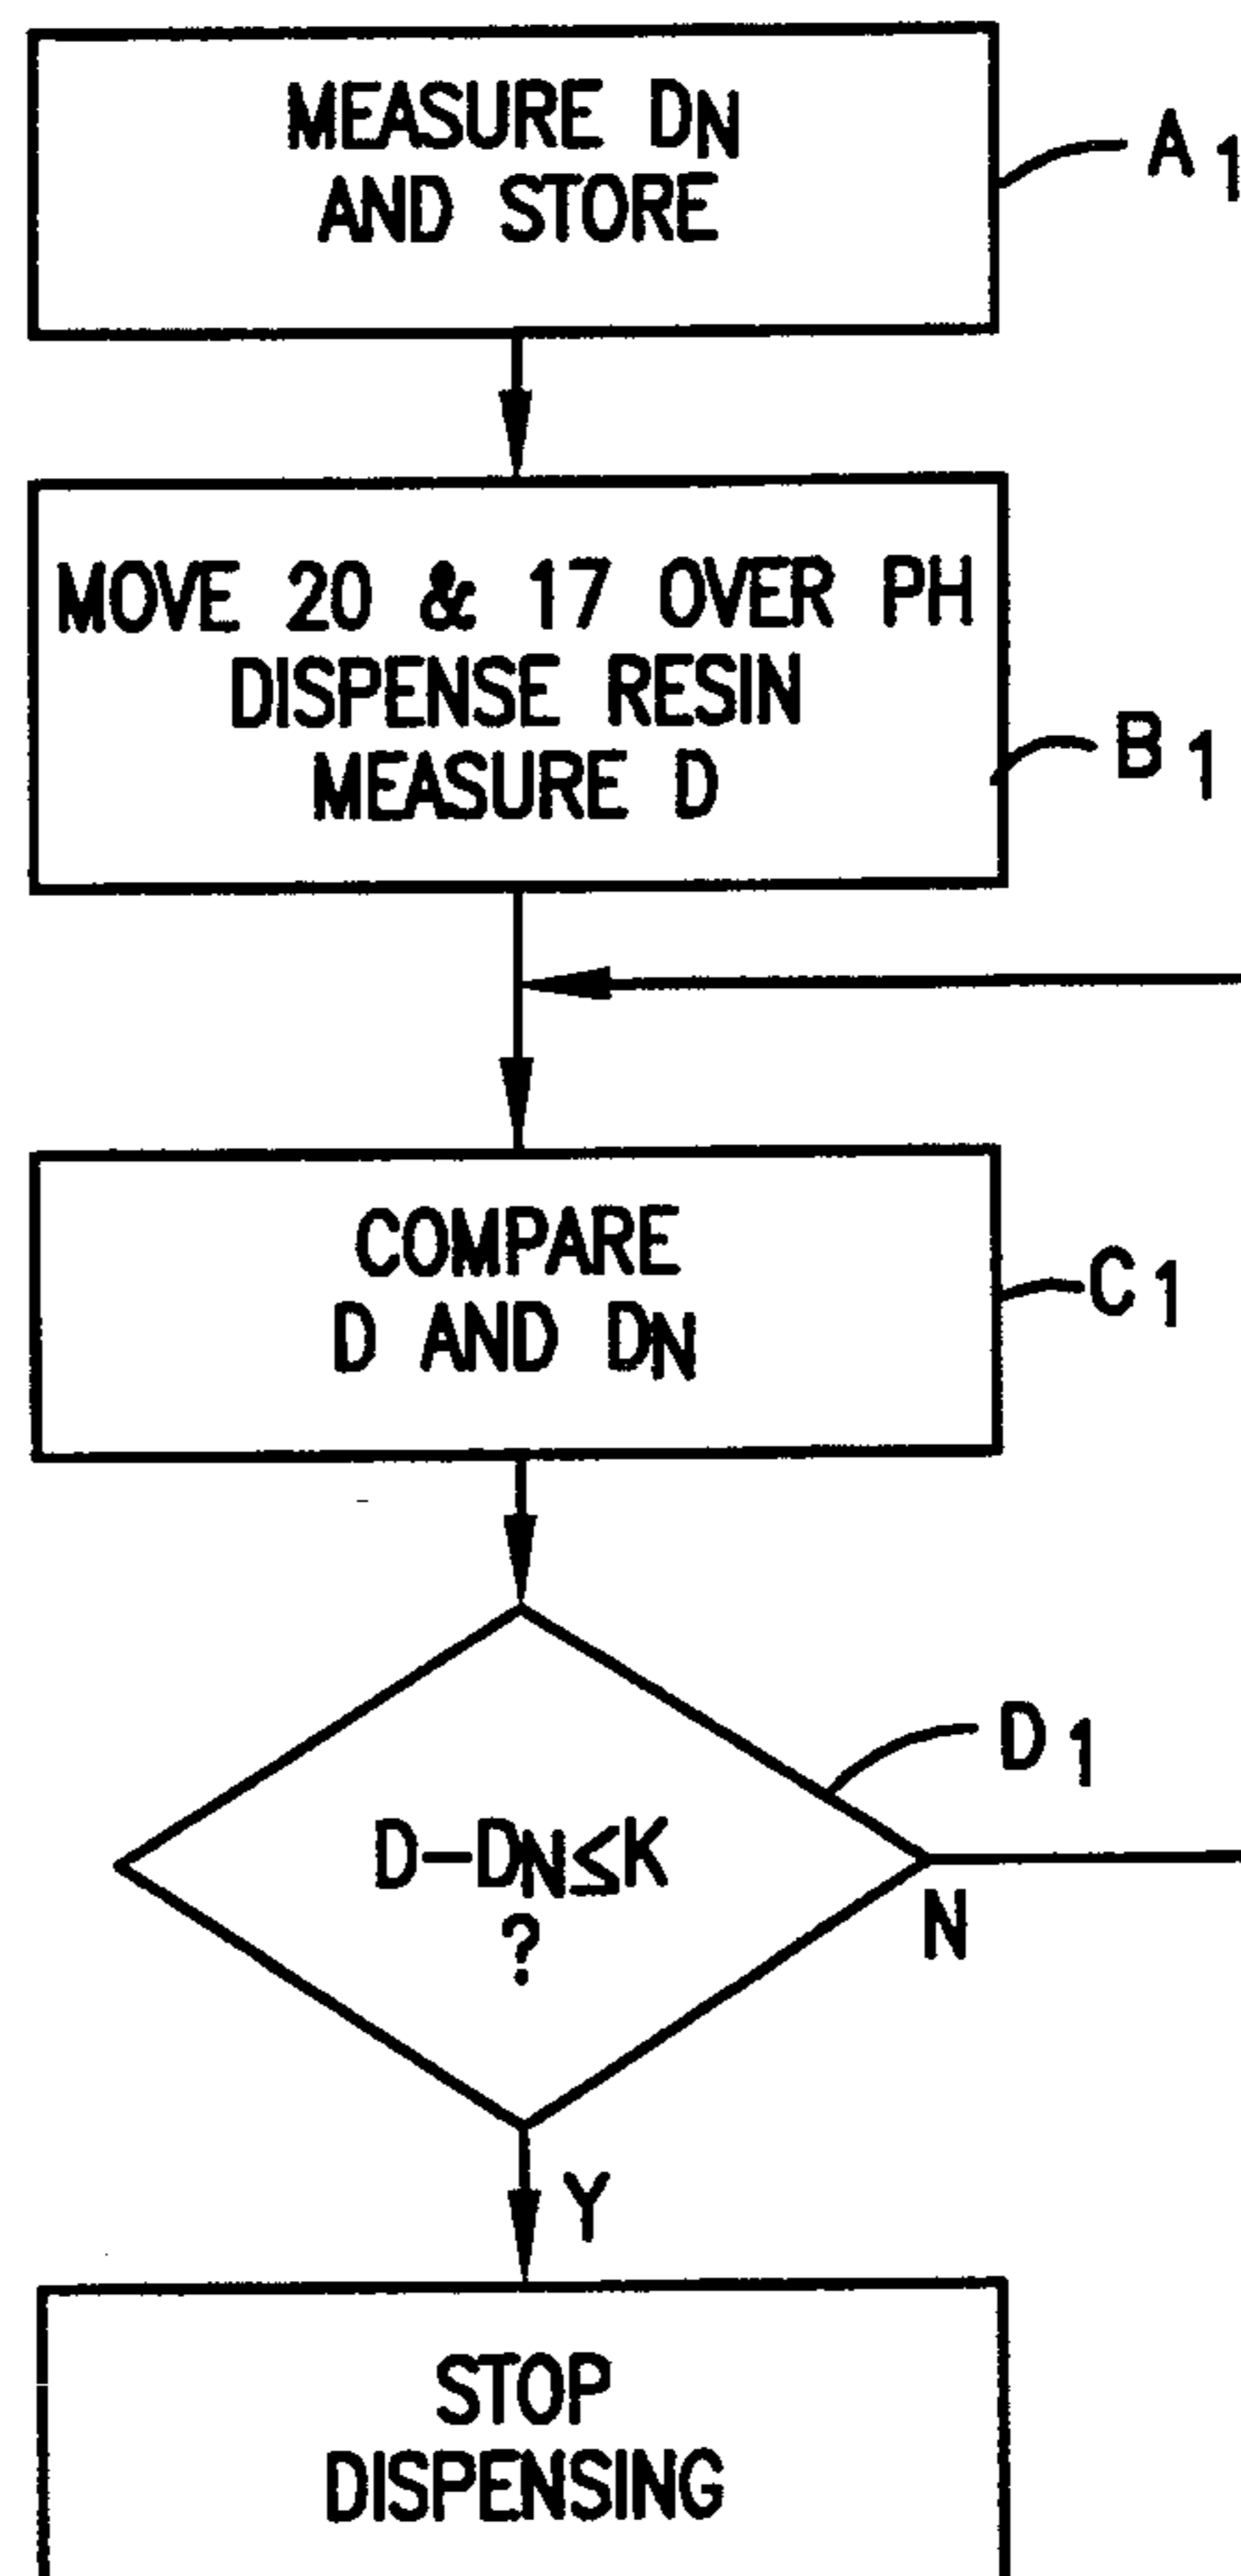 MEASURE DN
AND STORE
A1
MOVE 20 & 17 OVER PH
DISPENSE RESIN
MEASURE D
B1
COMPARE
D AND DN
C1
D1
D-DN≤K
?
N
Y
STOP
DISPENSING